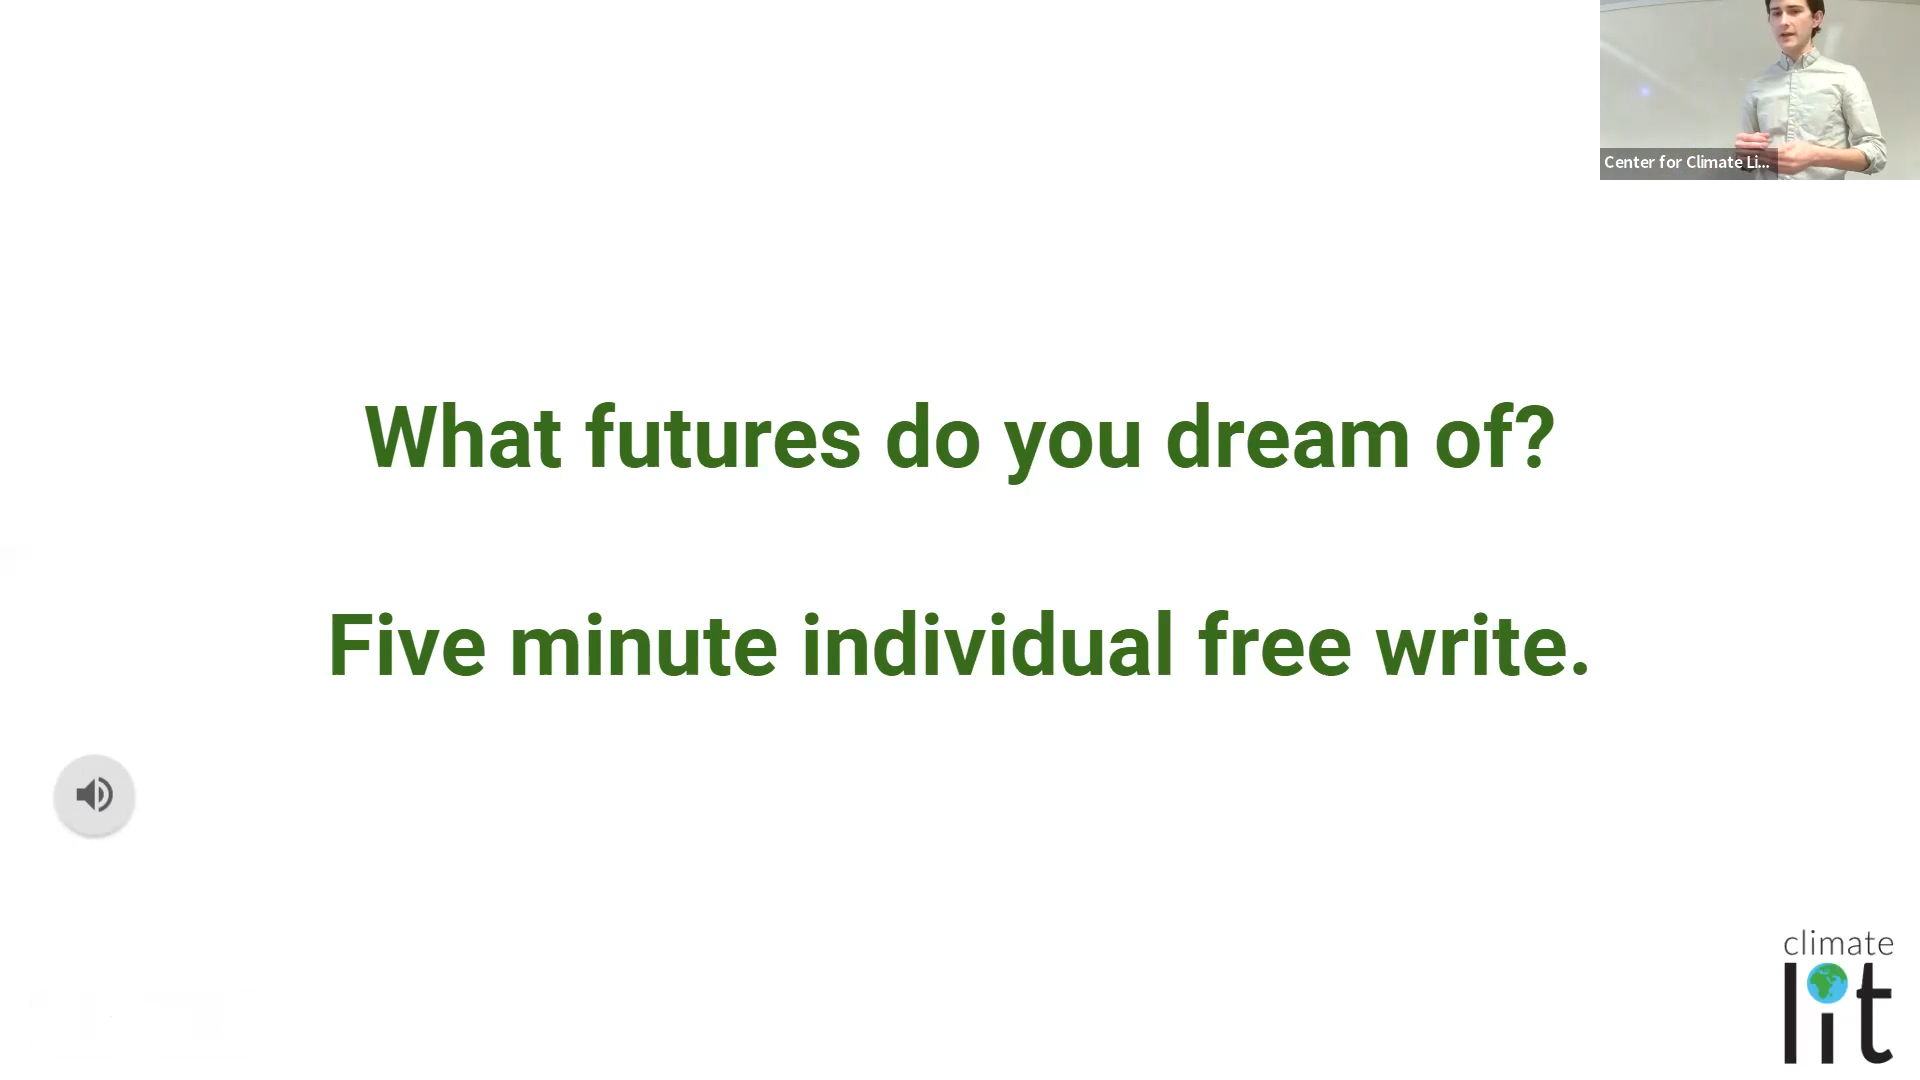 Center for Climate Li...
What futures do you dream of?
Five minute individual free write.
climate
lit